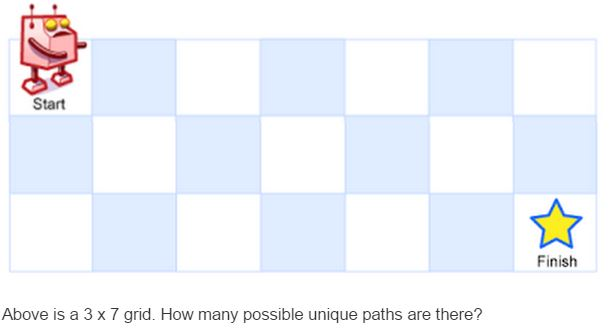 Start
Finish
Above is a 3 x 7 grid. How many possible unique paths are there?